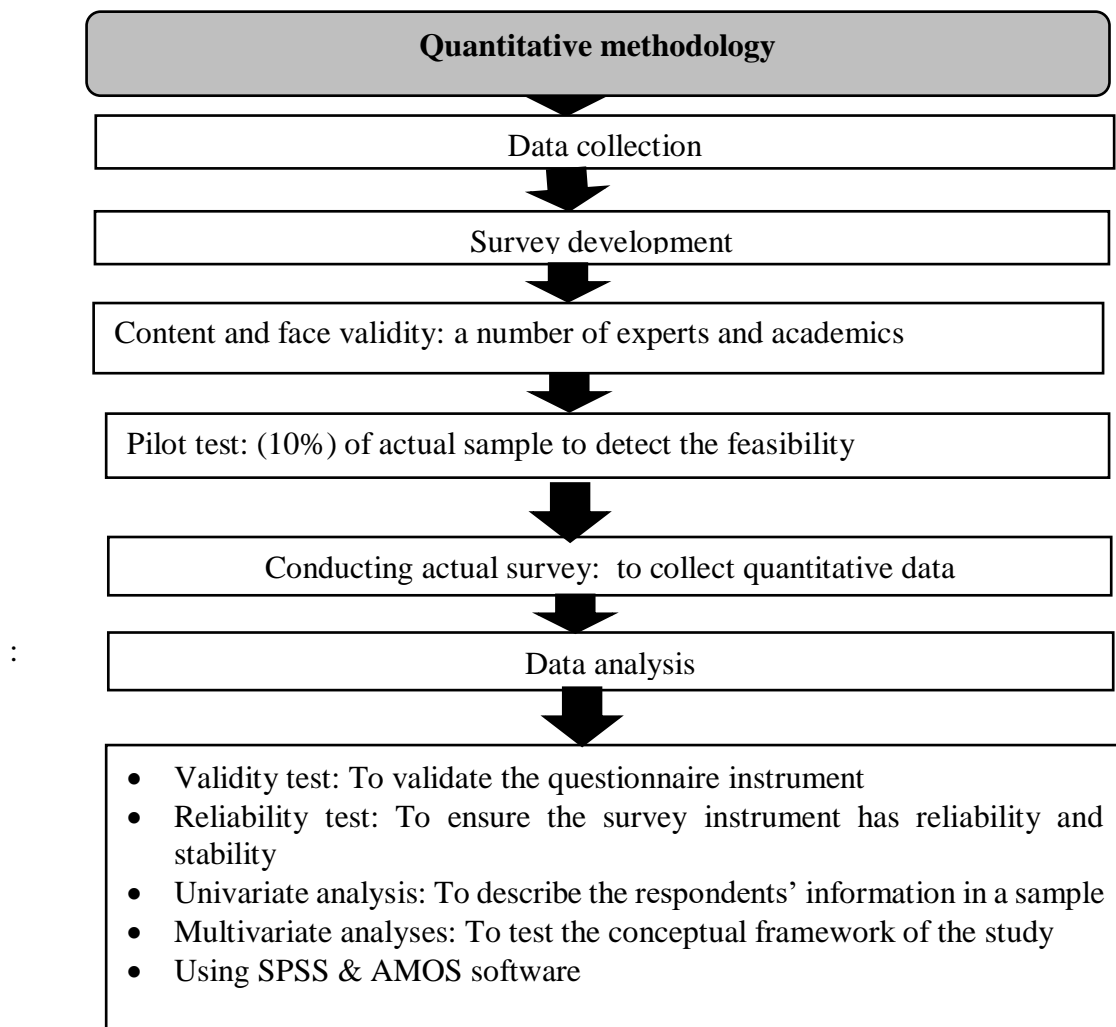 Quantitative methodology
Data collection
Survey development
Content and face validity: a number of experts and academics
Pilot test: (10%) of actual sample to detect the feasibility
Conducting actual survey: to collect quantitative data
:
Data analysis
• Validity test: To validate the questionnaire instrument
• Reliability test: To ensure the survey instrument has reliability and
stability
• Univariate analysis: To describe the respondents’ information in a sample
• Multivariate analyses: To test the conceptual framework of the study
• Using SPSS & AMOS software